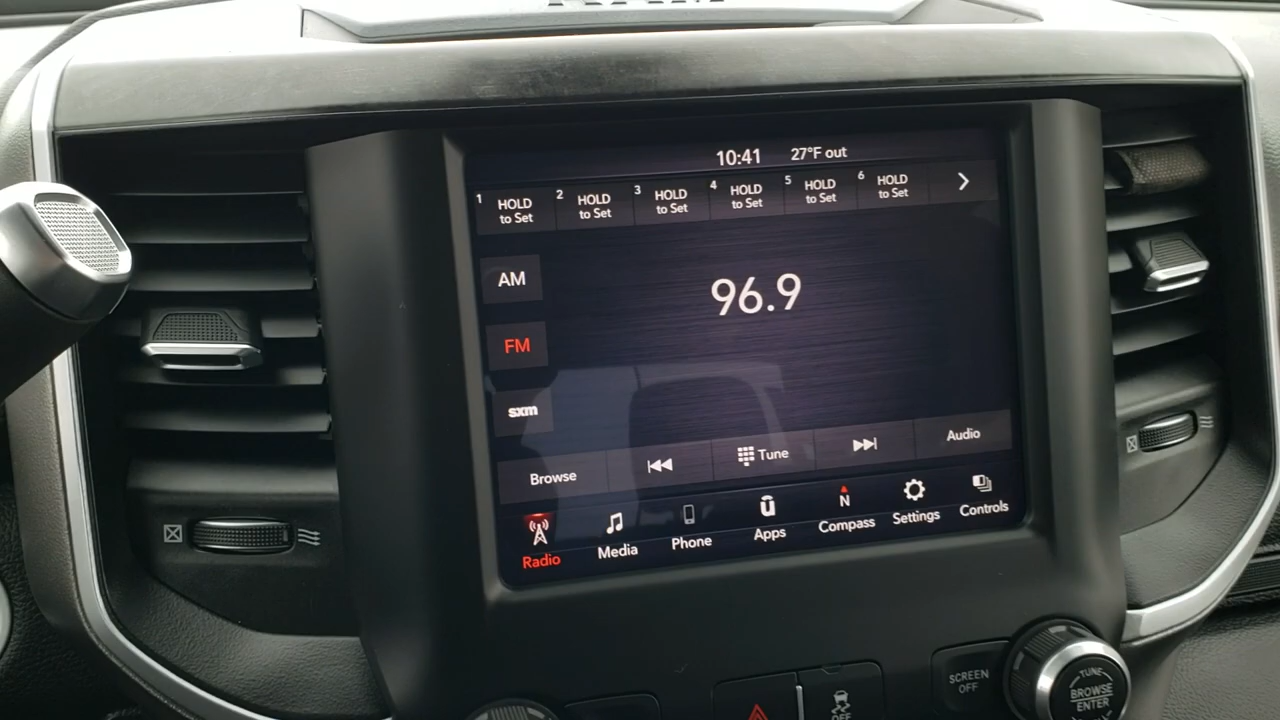 10:41 27°F out
1 HOLD to Set
2 HOLD to Set
3 HOLD to Set
4 HOLD to Set
5 HOLD to Set
6 HOLD to Set
AM
96.9
FM
sxm
Browse Tune Audio
Radio Media Phone Apps N Compass Settings Controls
SCREEN
OFF
OFF
TUNE
BROWSE
ENTER